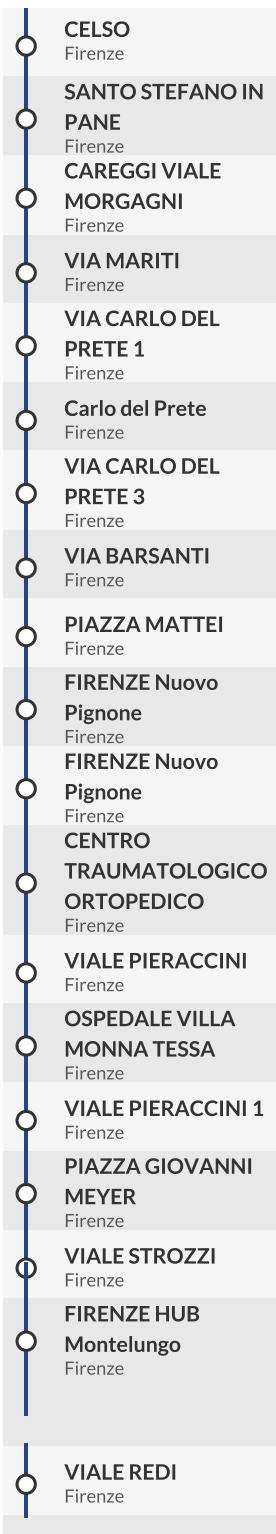 CELSO
Firenze
SANTO STEFANO IN
PANE
Firenze
CAREGGI VIALE
MORGAGNI
Firenze
VIA MARITI
Firenze
VIA CARLO DEL
PRETE 1
Firenze
Carlo del Prete
Firenze
VIA CARLO DEL
PRETE 3
Firenze
VIA BARSANTI
Firenze
PIAZZA MATTEI
Firenze
FIRENZE Nuovo
Pignone
Firenze
FIRENZE Nuovo
Pignone
Firenze
CENTRO
TRAUMATOLOGICO
ORTOPEDICO
Firenze
VIALE PIERACCINI
Firenze
OSPEDALE VILLA
MONNA TESSA
Firenze
VIALE PIERACCINI 1
Firenze
PIAZZA GIOVANNI
MEYER
Firenze
VIALE STROZZI
Firenze
FIRENZE HUB
Montelungo
Firenze
VIALE REDI
Firenze